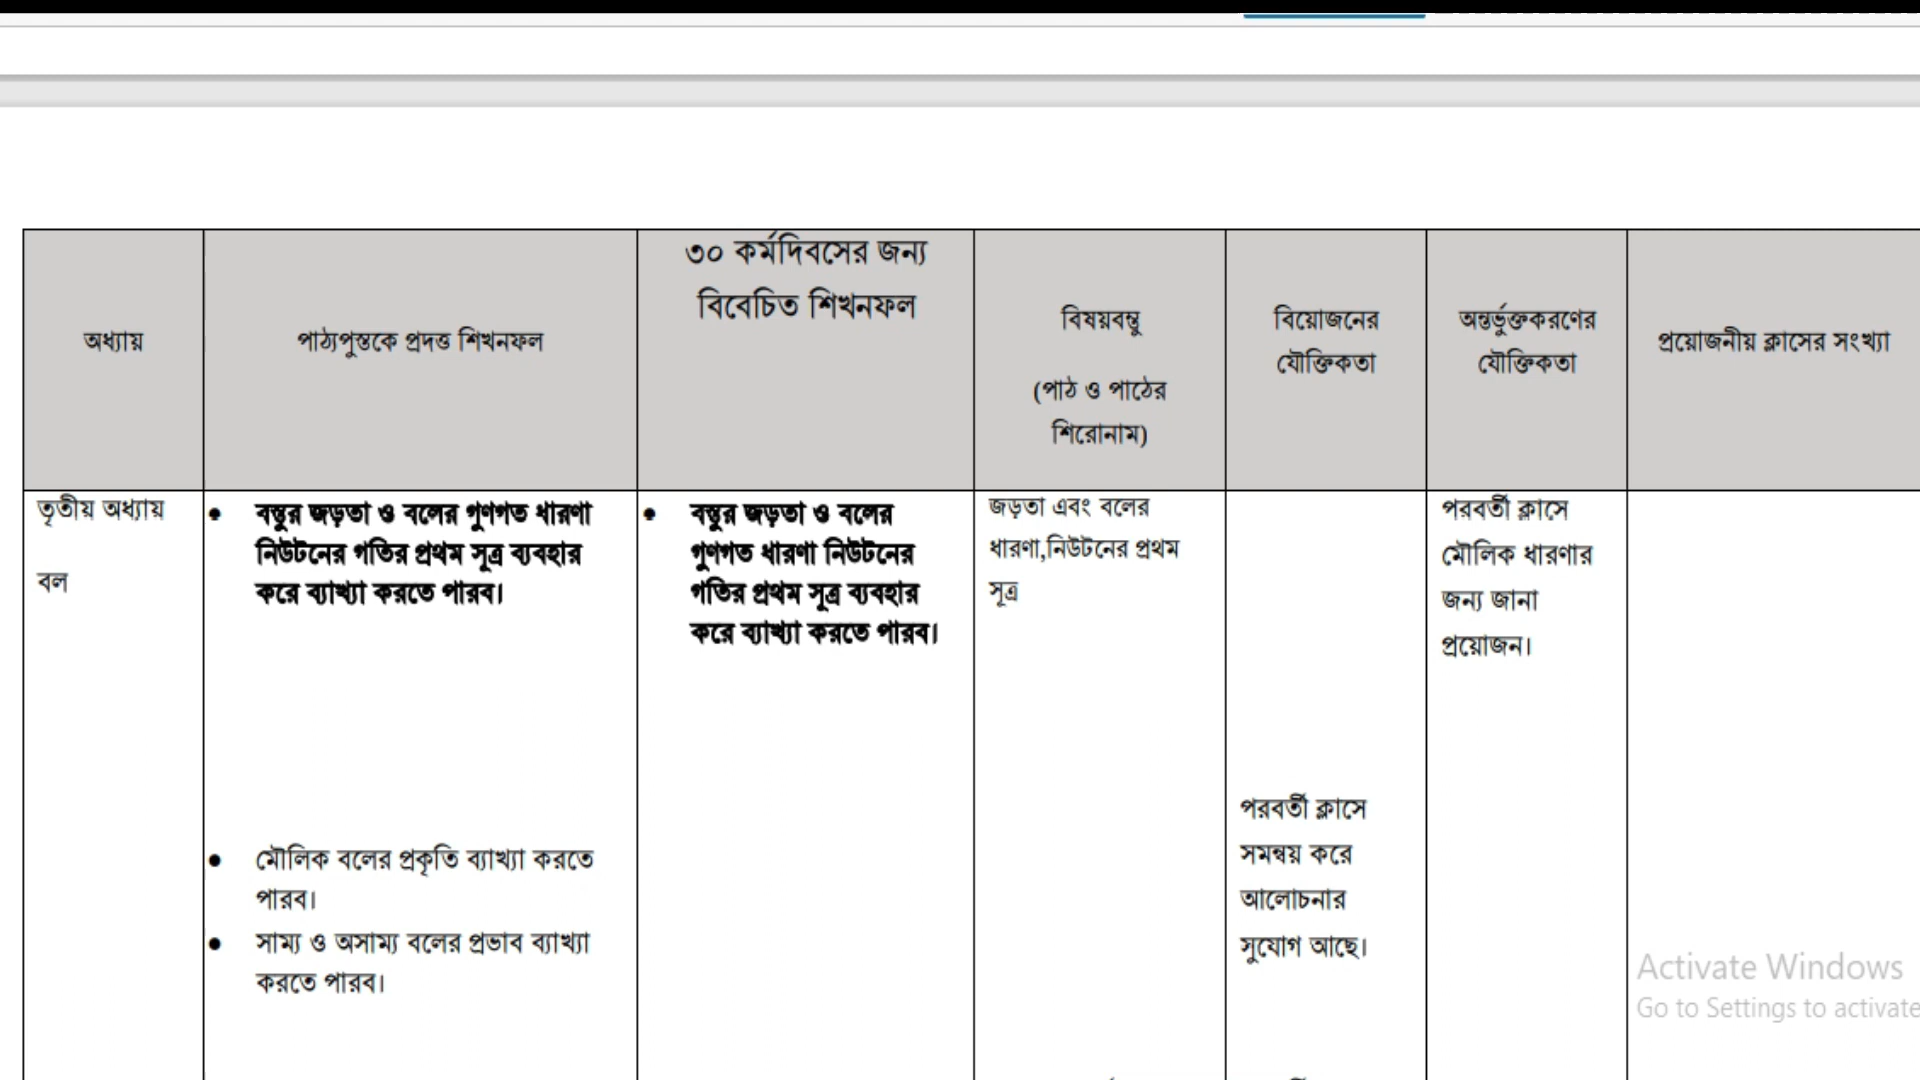 অধ্যায়
পাঠ্যপুস্তকে প্রদত্ত শিখনফল
৩০ কর্মদিবসের জন্য
বিবেচিত শিখনফল
বিষয়বস্তু
(পাঠ ও পাঠের
শিরোনাম)
বিয়োজনের
যৌক্তিকতা
অন্তর্ভুক্তকরণের
যৌক্তিকতা
প্রয়োজনীয় ক্লাসের সংখ্যা
তৃতীয় অধ্যায়
বল
• বস্তুর জড়তা ও বলের গুণগত ধারণা
নিউটনের গতির প্রথম সূত্র ব্যবহার
করে ব্যাখ্যা করতে পারব।
• মৌলিক বলের প্রকৃতি ব্যাখ্যা করতে
পারব।
• সাম্য ও অসাম্য বলের প্রভাব ব্যাখ্যা
করতে পারব।
• বস্তুর জড়তা ও বলের
গুণগত ধারণা নিউটনের
গতির প্রথম সূত্র ব্যবহার
করে ব্যাখ্যা করতে পারব।
জড়তা এবং বলের
ধারণা,নিউটনের প্রথম
সূত্র
পরবর্তী ক্লাসে
সমন্বয় করে
আলোচনার
সুযোগ আছে।
পরবর্তী ক্লাসে
মৌলিক ধারণার
জন্য জানা
প্রয়োজন।
Activate Windows
Go to Settings to activate